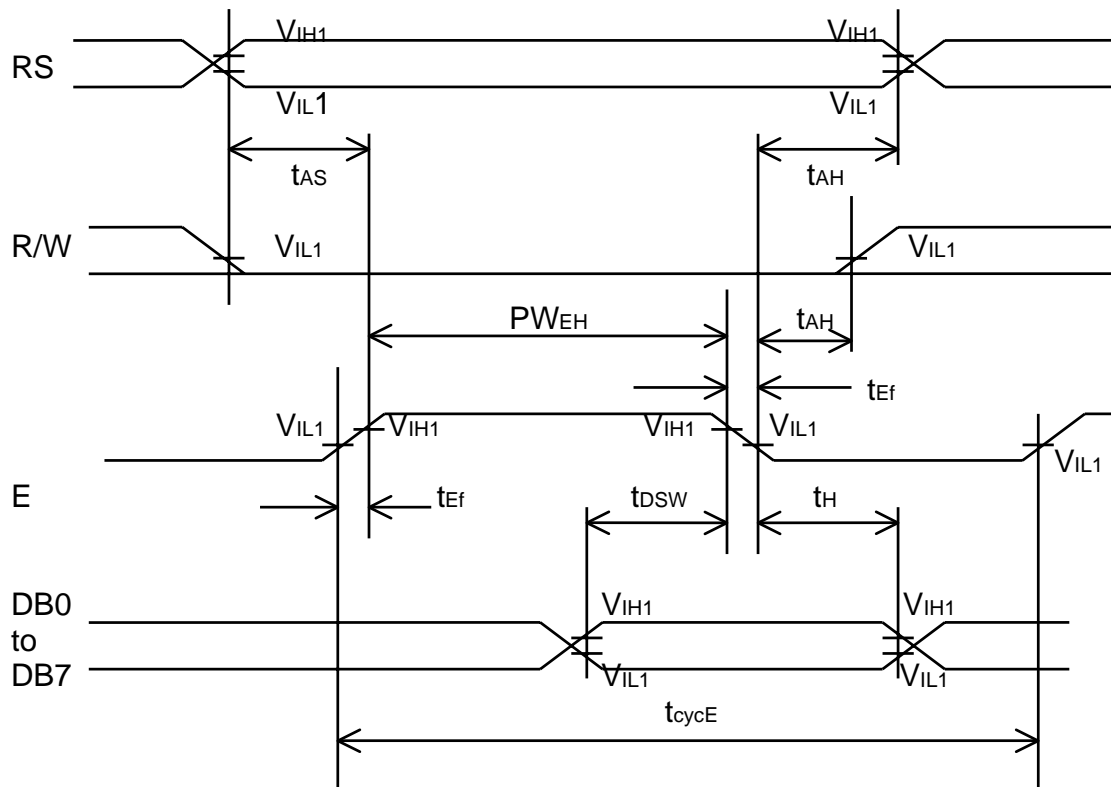 VIH1 VIH1
RS
VIL1 VIL1
tAS tAH
R/W VIL1 VIL1
PWEH tAH
tEf
VIL1 VIH1 VIH1 VIL1
VIL1
E tEf tDSW tH
DB0 VIH1 VIH1
to
DB7 VIL1 VIL1
tcycE